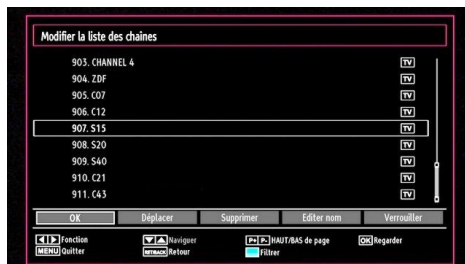 Modifier la liste des chaînes
903. CHANNEL 4 TV
904. ZDF TV
905. C07 TV
906. C12 TV
907. S15 TV
908. S20 TV
909. S40 TV
910. C21 TV
911. C43 TV
OK Déplacer Supprimer Editer nom Verrouiller
Fonction Naviguer P+ P- HAUT/BAS de page OK Regarder
MENU Quitter RET/BACK Retour Filtrer